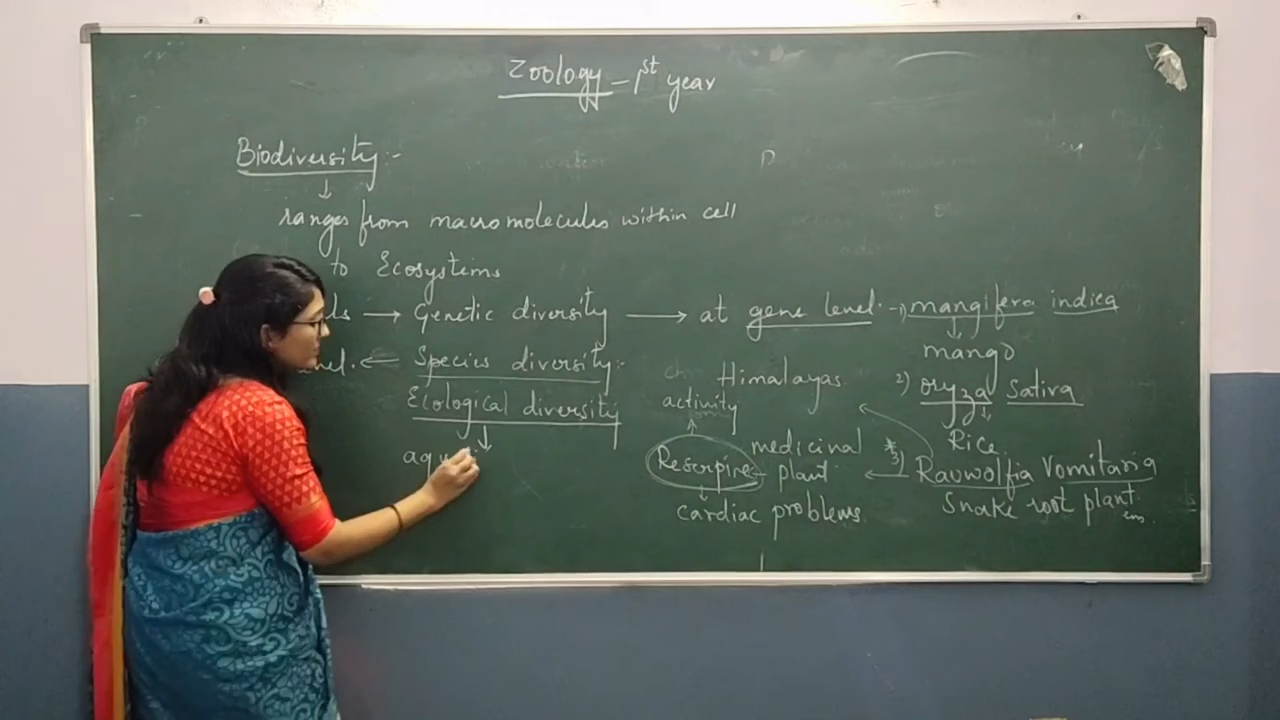 Zoology - 1st year
Biodiversity:-
↓
ranges from macromolecules within cell
to Ecosystems
→ Genetic diversity → at gene level. → 1) mangifera indica
↓
mango
← Species diversity:-
Himalayas
2) oryza Sativa
↓
Rice
Ecological diversity
↓
activity
medicinal
plant
Reserpine
* 3) Rauwolfia Vomitaria
Snake root plant
cardiac problems.